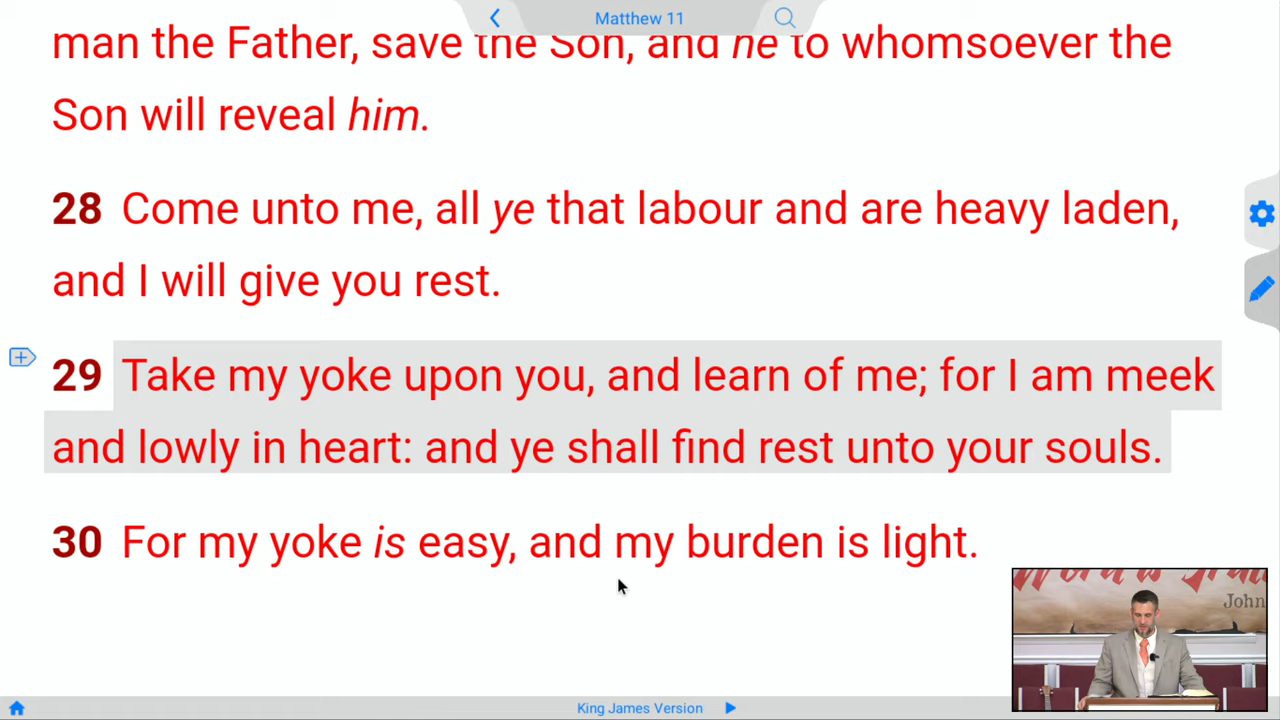 Matthew 11
man the Father, save the Son, and he to whomsoever the
Son will reveal him.
28 Come unto me, all ye that labour and are heavy laden,
and I will give you rest.
29 Take my yoke upon you, and learn of me; for I am meek
and lowly in heart: and ye shall find rest unto your souls.
30 For my yoke is easy, and my burden is light.
Word is
John
King James Version